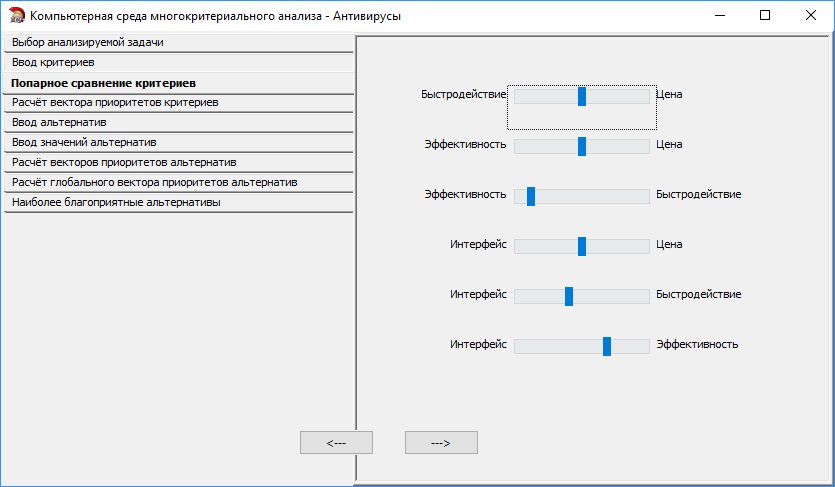 Компьютерная среда многокритериального анализа - Антивирусы
Выбор анализируемой задачи
Ввод критериев
Попарное сравнение критериев
Расчёт вектора приоритетов критериев
Ввод альтернатив
Ввод значений альтернатив
Расчёт векторов приоритетов альтернатив
Расчёт глобального вектора приоритетов альтернатив
Наиболее благоприятные альтернативы
Быстродействие Цена
Эффективность Цена
Эффективность Быстродействие
Интерфейс Цена
Интерфейс Быстродействие
Интерфейс Эффективность
<--- --->